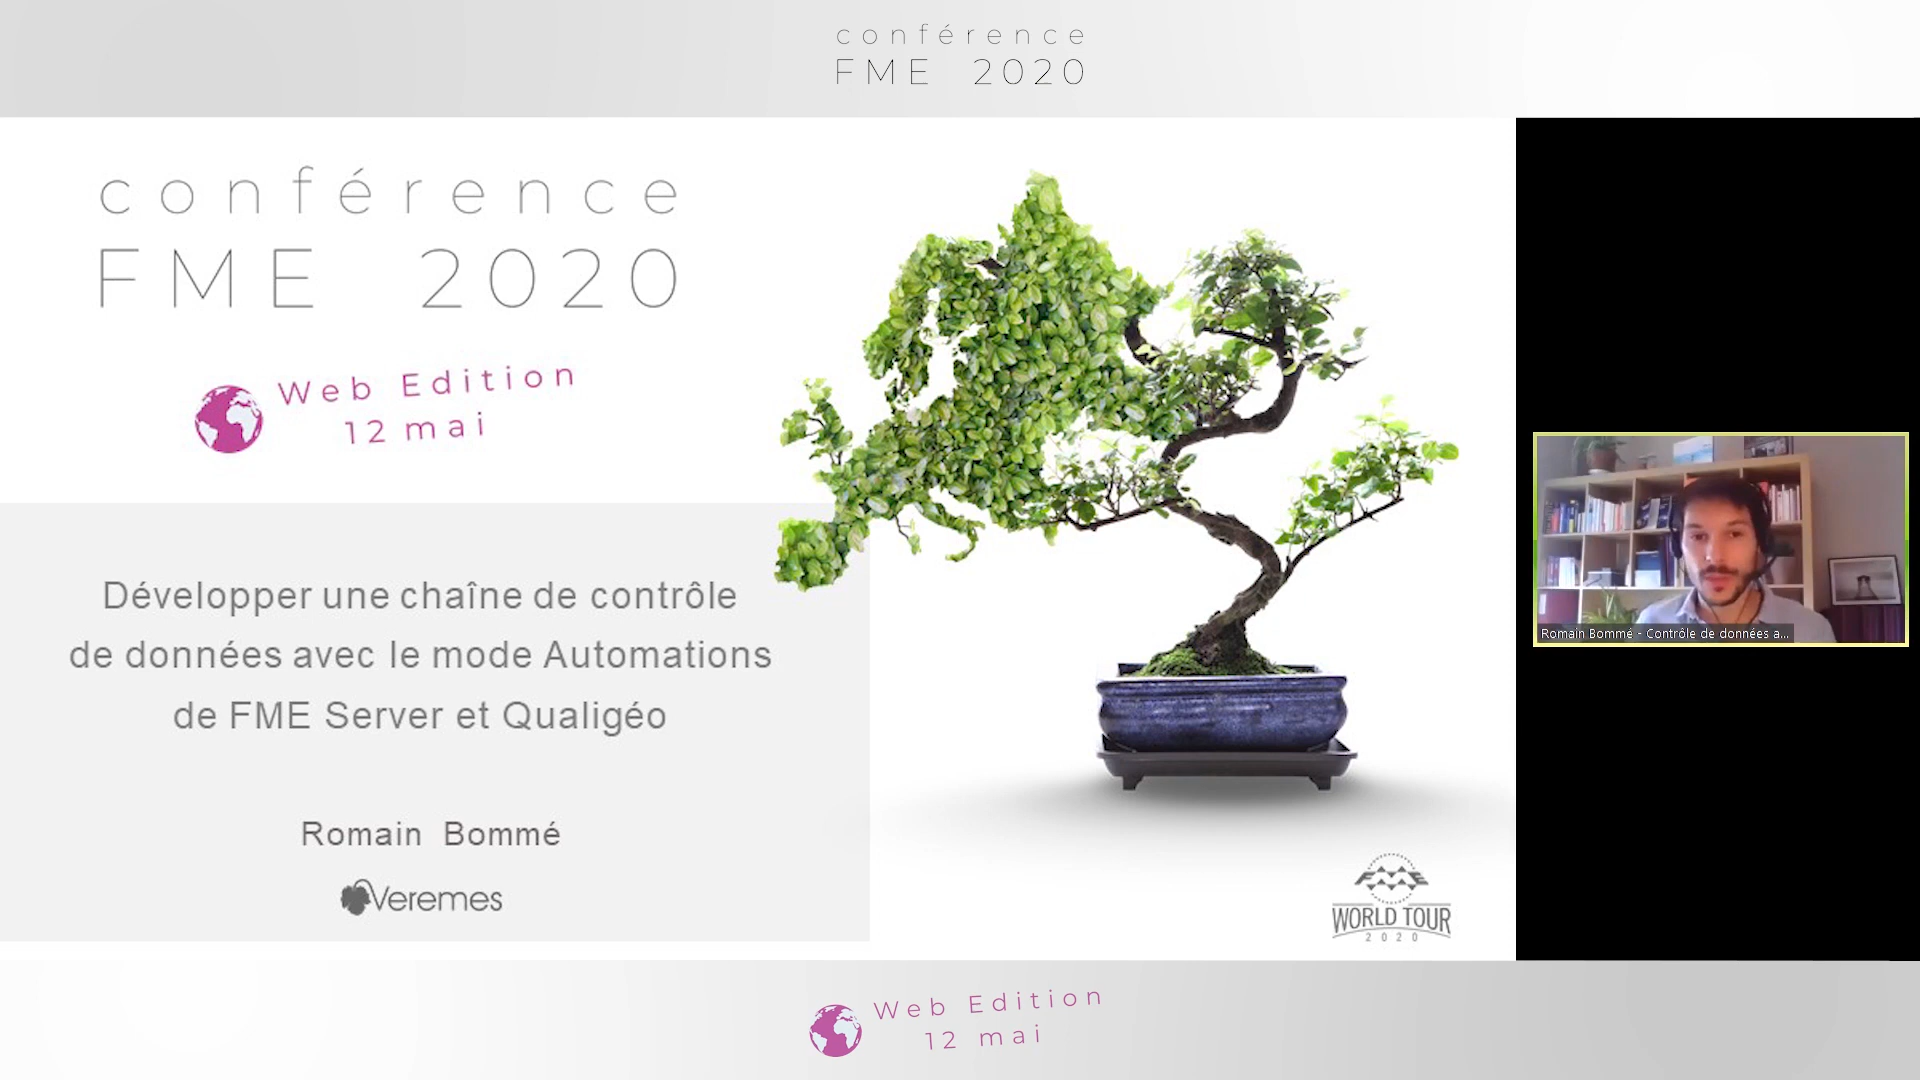 conférence
FME 2020
conférence
FME 2020
Web Edition
12 mai
Développer une chaîne de contrôle
de données avec le mode Automations
de FME Server et Qualigéo
Romain Bommé
Veremes
FME
WORLD TOUR
2020
Romain Bommé - Contrôle de données a...
Web Edition
12 mai